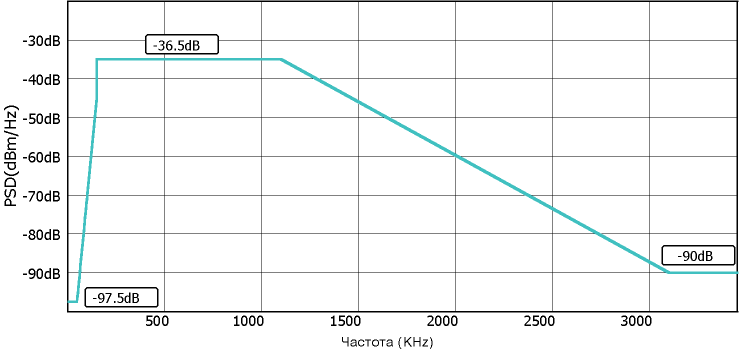 -30dB
-36.5dB
-40dB
-50dB
-60dB
-70dB
-80dB
-90dB
-90dB
-97.5dB
PSD(dBm/Hz)
500
1000
1500
2000
2500
3000
Частота (KHz)